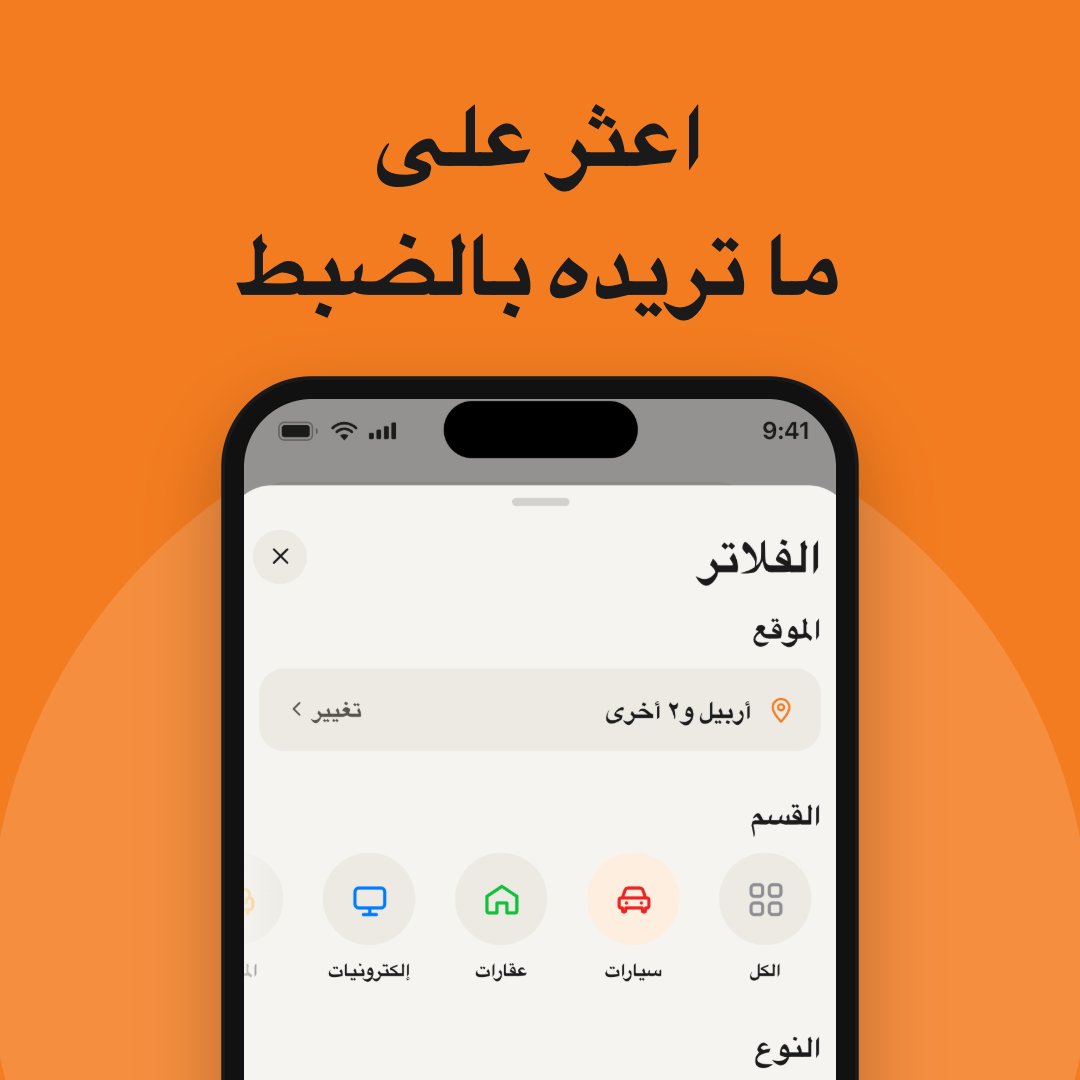 اعثر على
ما تريده بالضبط
9:41
الفلاتر
الموقع
أربيل و٢ أخرى
تغيير
القسم
الكل
سيارات
عقارات
إلكترونيات
النوع